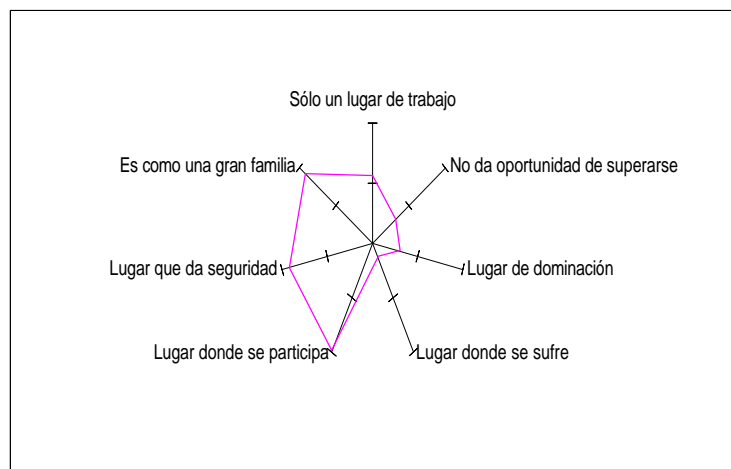 Sólo un lugar de trabajo
Es como una gran familia
No da oportunidad de superarse
Lugar que da seguridad
Lugar de dominación
Lugar donde se participa
Lugar donde se sufre